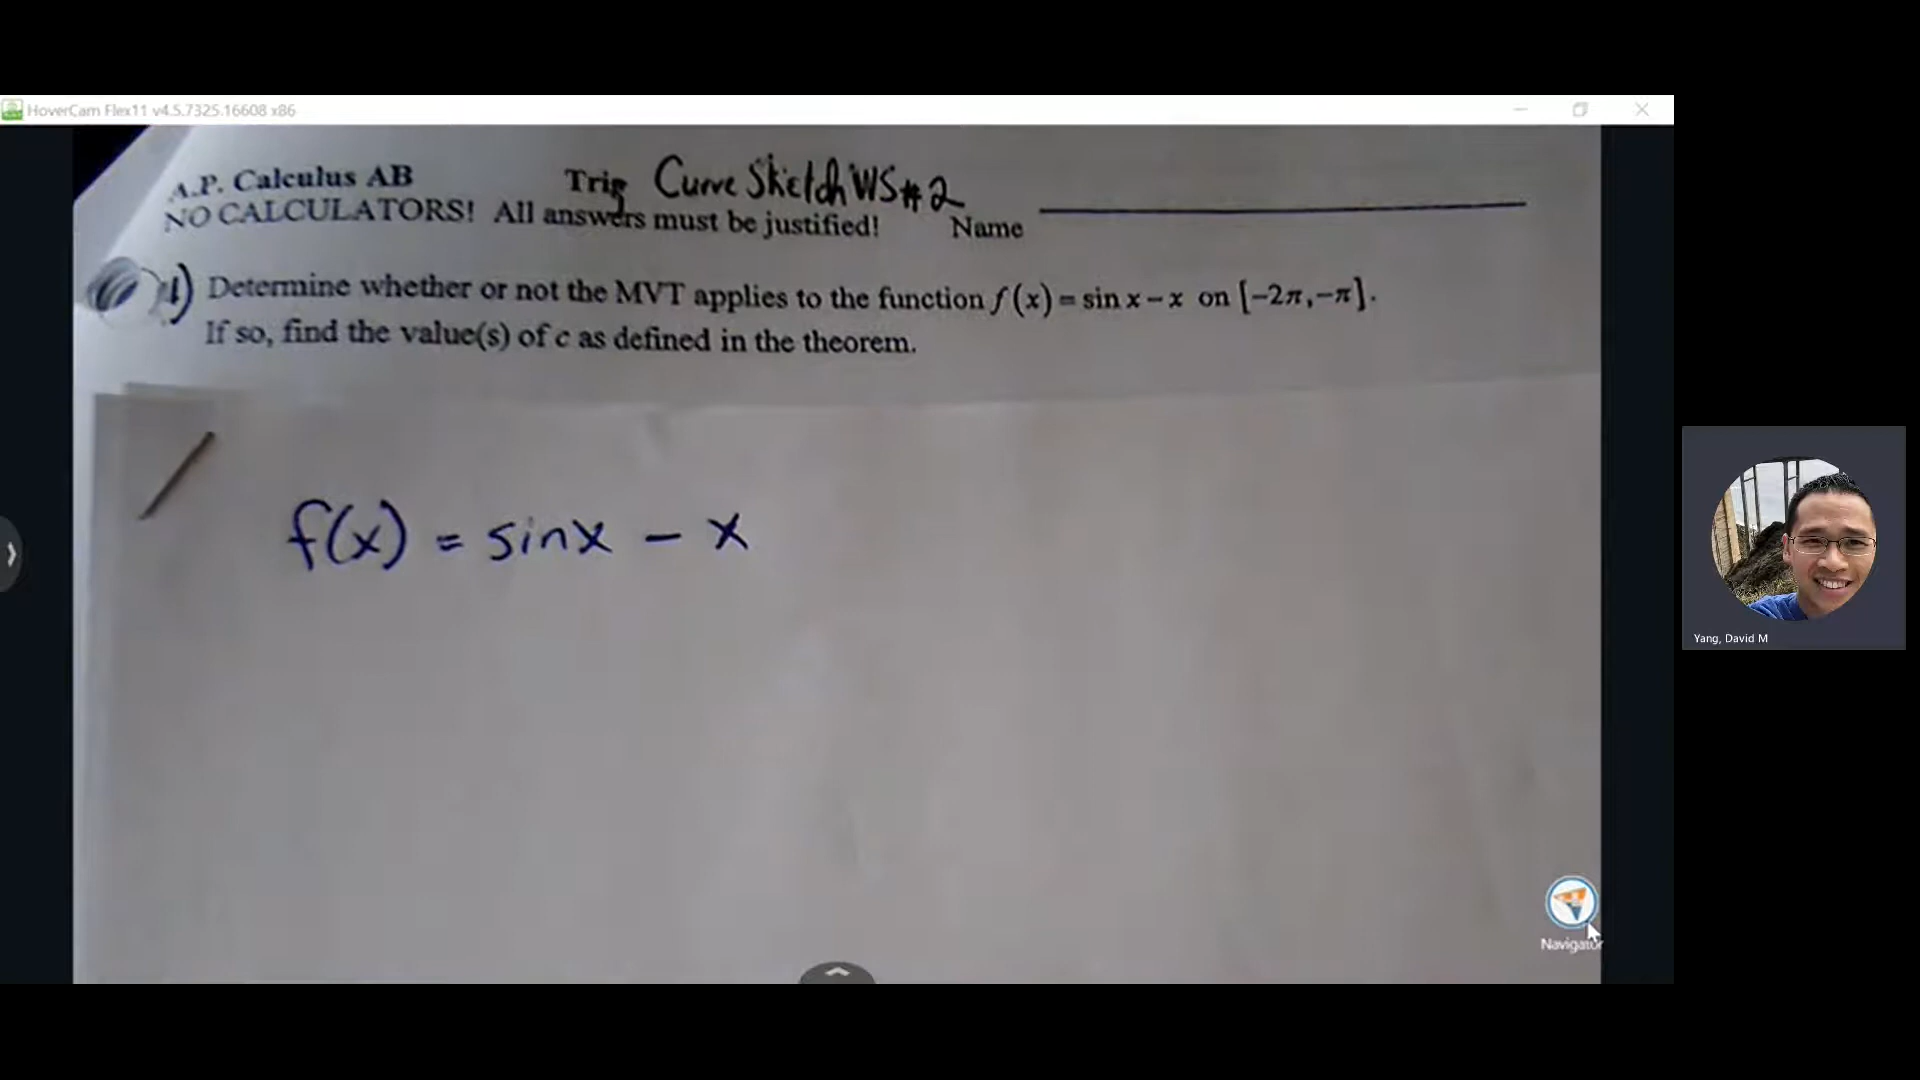 HoverCam Flex11 v4.5.7325.16608 x86
A.P. Calculus AB Trig Curve Sketch WS #2
NO CALCULATORS! All answers must be justified! Name
1) Determine whether or not the MVT applies to the function f(x) = sin x − x on [−2π, −π].
If so, find the value(s) of c as defined in the theorem.
f(x) = sinx − x
Navigator
Yang, David M